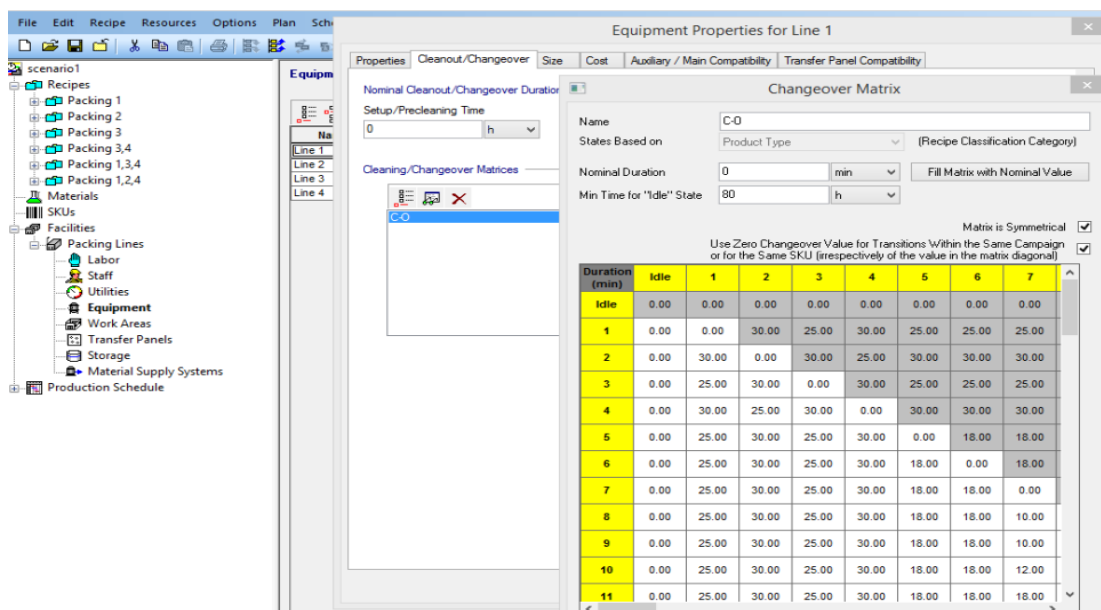 File Edit Recipe Resources Options Plan Sch
scenario1
Recipes
Packing 1
Packing 2
Packing 3
Packing 3,4
Packing 1,3,4
Packing 1,2,4
Materials
SKUs
Facilities
Packing Lines
Labor
Staff
Utilities
Equipment
Work Areas
Transfer Panels
Storage
Material Supply Systems
Production Schedule
Equipm
Na
Line 1
Line 2
Line 3
Line 4
Equipment Properties for Line 1
Properties Cleanout/Changeover Size Cost Auxiliary / Main Compatibility Transfer Panel Compatibility
Nominal Cleanout/Changeover Duration
Setup/Precleaning Time
0 h
Cleaning/Changeover Matrices
C-O
Changeover Matrix
Name C-O
States Based on Product Type (Recipe Classification Category)
Nominal Duration 0 min Fill Matrix with Nominal Value
Min Time for "Idle" State 80 h
Matrix is Symmetrical
Use Zero Changeover Value for Transitions Within the Same Campaign
or for the Same SKU (irrespectively of the value in the matrix diagonal)
Duration (min) Idle 1 2 3 4 5 6 7
Idle 0.00 0.00 0.00 0.00 0.00 0.00 0.00 0.00
1 0.00 0.00 30.00 25.00 30.00 25.00 25.00 25.00
2 0.00 30.00 0.00 30.00 25.00 30.00 30.00 30.00
3 0.00 25.00 30.00 0.00 30.00 25.00 25.00 25.00
4 0.00 30.00 25.00 30.00 0.00 30.00 30.00 30.00
5 0.00 25.00 30.00 25.00 30.00 0.00 18.00 18.00
6 0.00 25.00 30.00 25.00 30.00 18.00 0.00 18.00
7 0.00 25.00 30.00 25.00 30.00 18.00 18.00 0.00
8 0.00 25.00 30.00 25.00 30.00 18.00 18.00 10.00
9 0.00 25.00 30.00 25.00 30.00 18.00 18.00 10.00
10 0.00 25.00 30.00 25.00 30.00 18.00 18.00 12.00
11 0.00 25.00 30.00 25.00 30.00 18.00 18.00 18.00